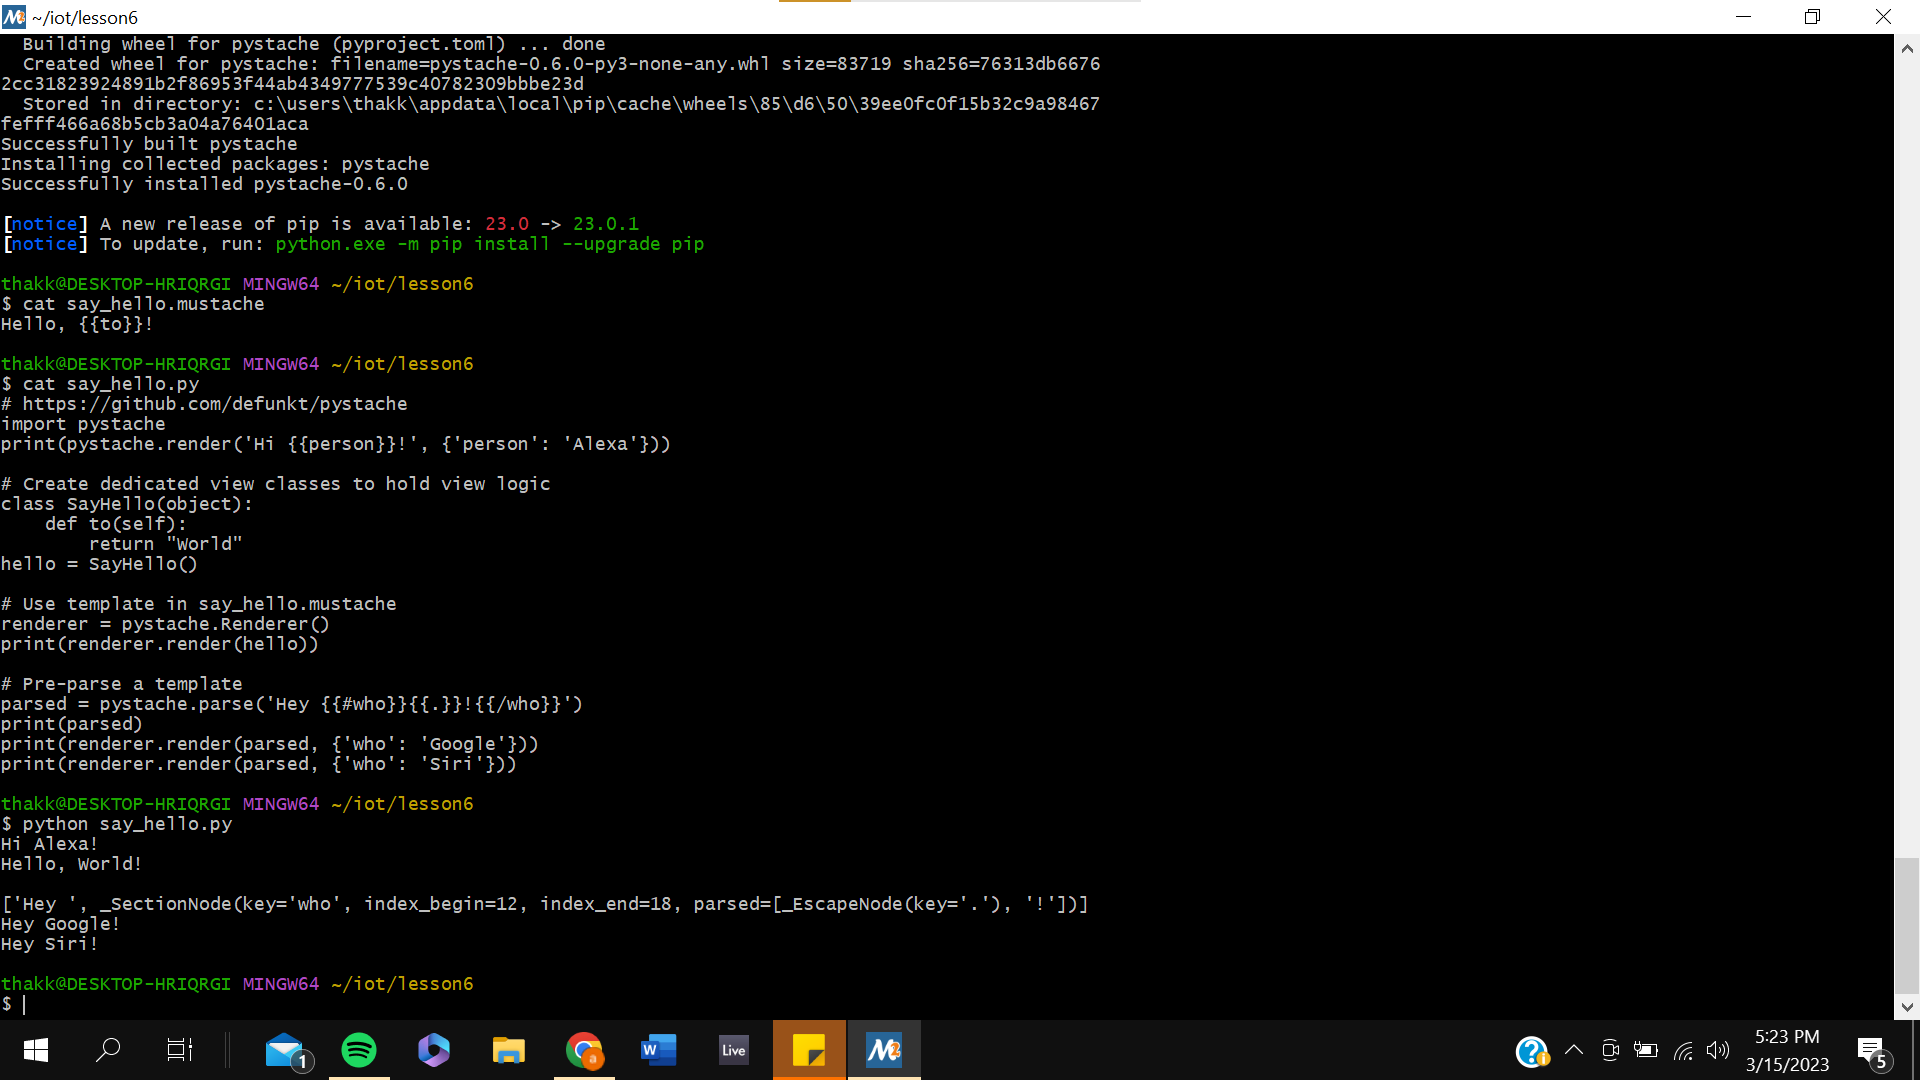 ~/iot/lesson6
Building wheel for pystache (pyproject.toml) ... done
Created wheel for pystache: filename=pystache-0.6.0-py3-none-any.whl size=83719 sha256=76313db6676
2cc31823924891b2f86953f44ab4349777539c40782309bbbe23d
Stored in directory: c:\users\thakk\appdata\local\pip\cache\wheels\85\d6\50\39ee0fc0f15b32c9a98467
fefff466a68b5cb3a04a76401aca
Successfully built pystache
Installing collected packages: pystache
Successfully installed pystache-0.6.0
[notice] A new release of pip is available: 23.0 -> 23.0.1
[notice] To update, run: python.exe -m pip install --upgrade pip
thakk@DESKTOP-HRIQRGI MINGW64 ~/iot/lesson6
$ cat say_hello.mustache
Hello, {{to}}!
thakk@DESKTOP-HRIQRGI MINGW64 ~/iot/lesson6
$ cat say_hello.py
# https://github.com/defunkt/pystache
import pystache
print(pystache.render('Hi {{person}}!', {'person': 'Alexa'}))
# Create dedicated view classes to hold view logic
class SayHello(object):
    def to(self):
        return "World"
hello = SayHello()
# Use template in say_hello.mustache
renderer = pystache.Renderer()
print(renderer.render(hello))
# Pre-parse a template
parsed = pystache.parse('Hey {{#who}}{{.}}!{{/who}}')
print(parsed)
print(renderer.render(parsed, {'who': 'Google'}))
print(renderer.render(parsed, {'who': 'Siri'}))
thakk@DESKTOP-HRIQRGI MINGW64 ~/iot/lesson6
$ python say_hello.py
Hi Alexa!
Hello, World!
['Hey ', _SectionNode(key='who', index_begin=12, index_end=18, parsed=[_EscapeNode(key='.'), '!'])]
Hey Google!
Hey Siri!
thakk@DESKTOP-HRIQRGI MINGW64 ~/iot/lesson6
$
1
Live
5:23 PM
3/15/2023
5